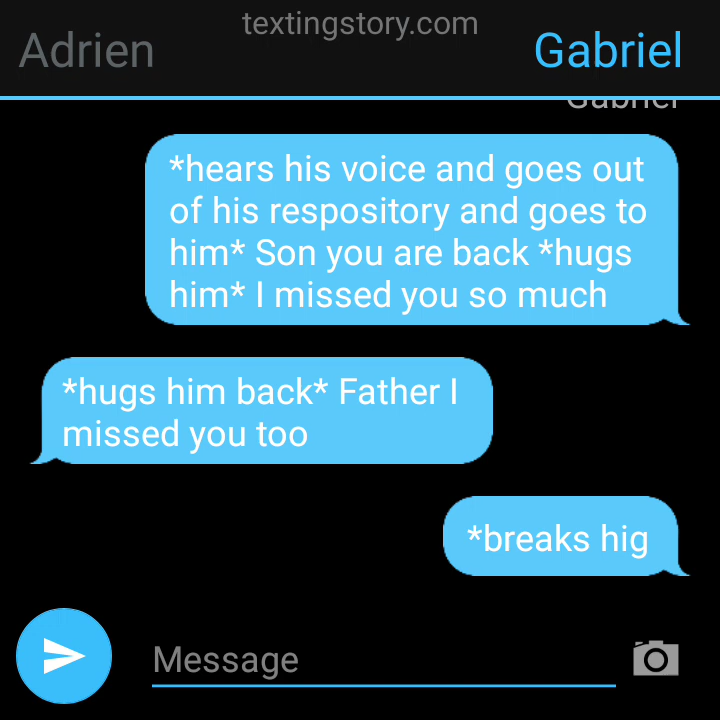 textingstory.com
Adrien
Gabriel
Gabriel
*hears his voice and goes out
of his respository and goes to
him* Son you are back *hugs
him* I missed you so much
*hugs him back* Father I
missed you too
*breaks hig
Message